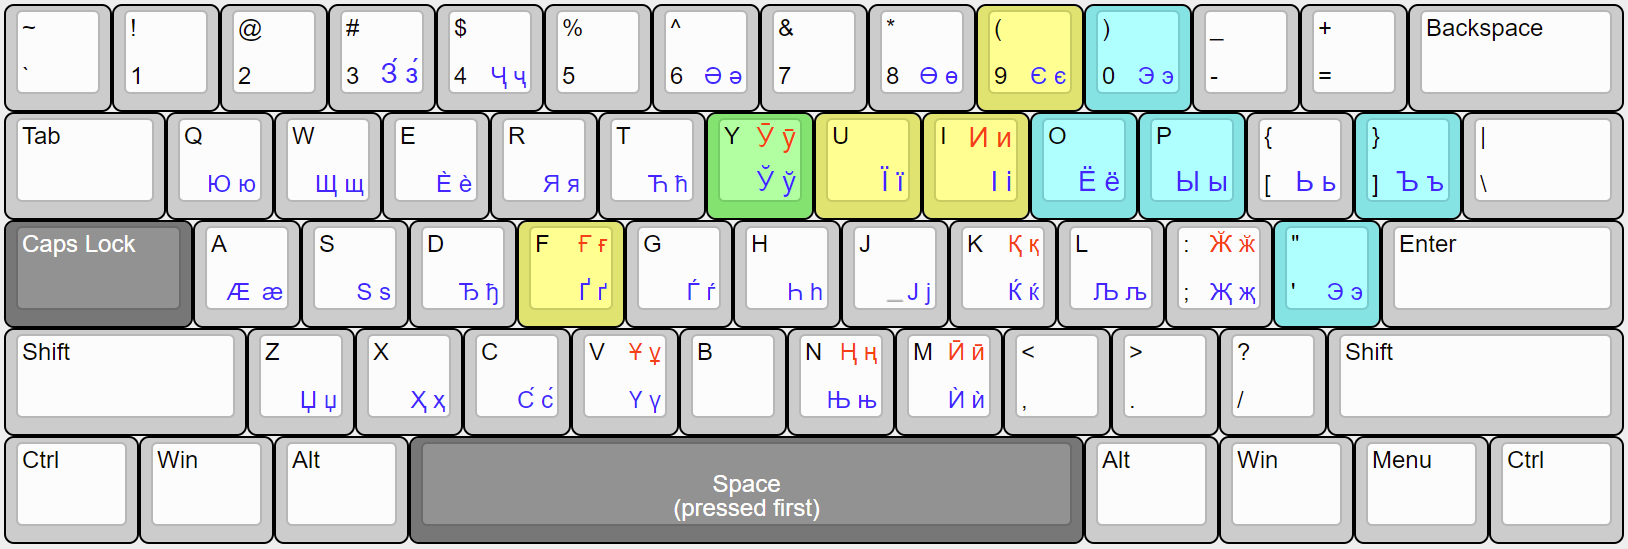 ~ ! @ # $ % ^ & * ( ) _ + Backspace
` 1 2 3 З́ з́ 4 Ҷ ҷ 5 6 Ә ә 7 8 Ө ө 9 Є є 0 Э э - =
Tab Q W E R T Y Ӯ ӯ U I И и O P { } |
Ю ю Щ щ Ѐ ѐ Я я Ћ ћ Ў ў Ї ї І і Ё ё Ы ы [ Ь ь ] Ъ ъ \
Caps Lock A S D F Ғ ғ G H J K Қ қ L : Ӂ ӂ " Enter
Ӕ ӕ Ѕ ѕ Ђ ђ Ґ ґ Ѓ ѓ Һ һ _ Ј ј Ќ ќ Љ љ ; Җ җ ' Э э
Shift Z X C V Ұ ұ B N Ң ң M Ӣ ӣ < > ? Shift
Џ џ Ҳ ҳ С́ с́ Ү ү Њ њ Ѝ ѝ , . /
Ctrl Win Alt Alt Win Menu Ctrl
Space
(pressed first)